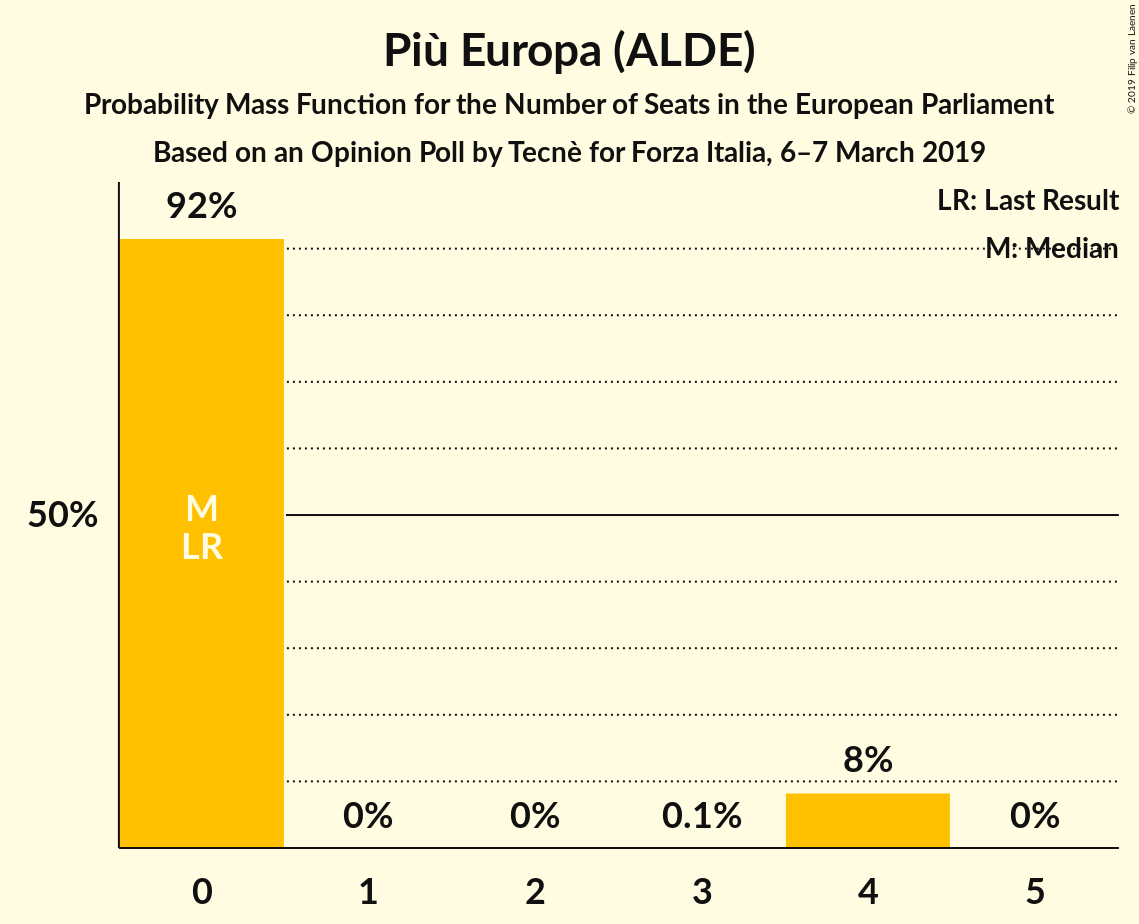 Più Europa (ALDE)
Probability Mass Function for the Number of Seats in the European Parliament
Based on an Opinion Poll by Tecnè for Forza Italia, 6–7 March 2019
© 2019 Filip van Laenen
LR: Last Result
M: Median
92%
50%
M
LR
0%
0%
0.1%
8%
0%
0
1
2
3
4
5